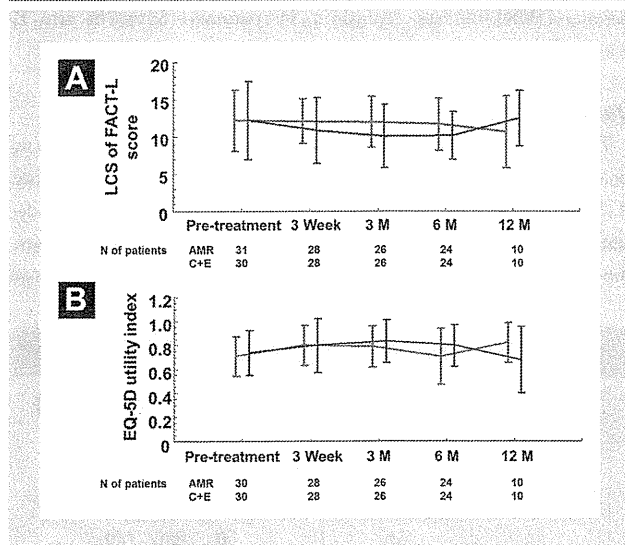 A
LCS of FACT-L
score
20
15
10
5
0
Pre-treatment 3 Week 3 M 6 M 12 M
N of patients AMR 31 28 26 24 10
C+E 30 28 26 24 10
B
EQ-5D utility index
1.2
1.0
0.8
0.6
0.4
0.2
0
Pre-treatment 3 Week 3 M 6 M 12 M
N of patients AMR 30 28 26 24 10
C+E 30 28 26 24 10